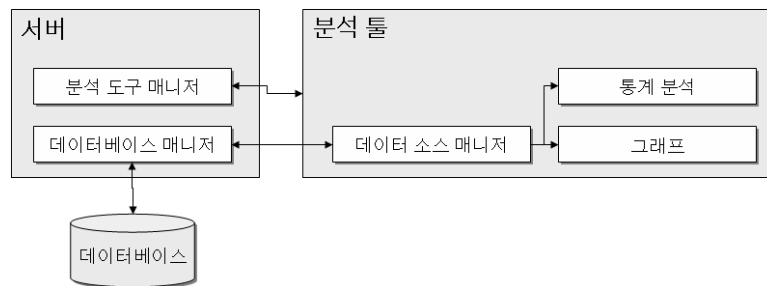 서버
분석 툴
분석 도구 매니저
통계 분석
데이터베이스 매니저
데이터 소스 매니저
그래프
데이터베이스